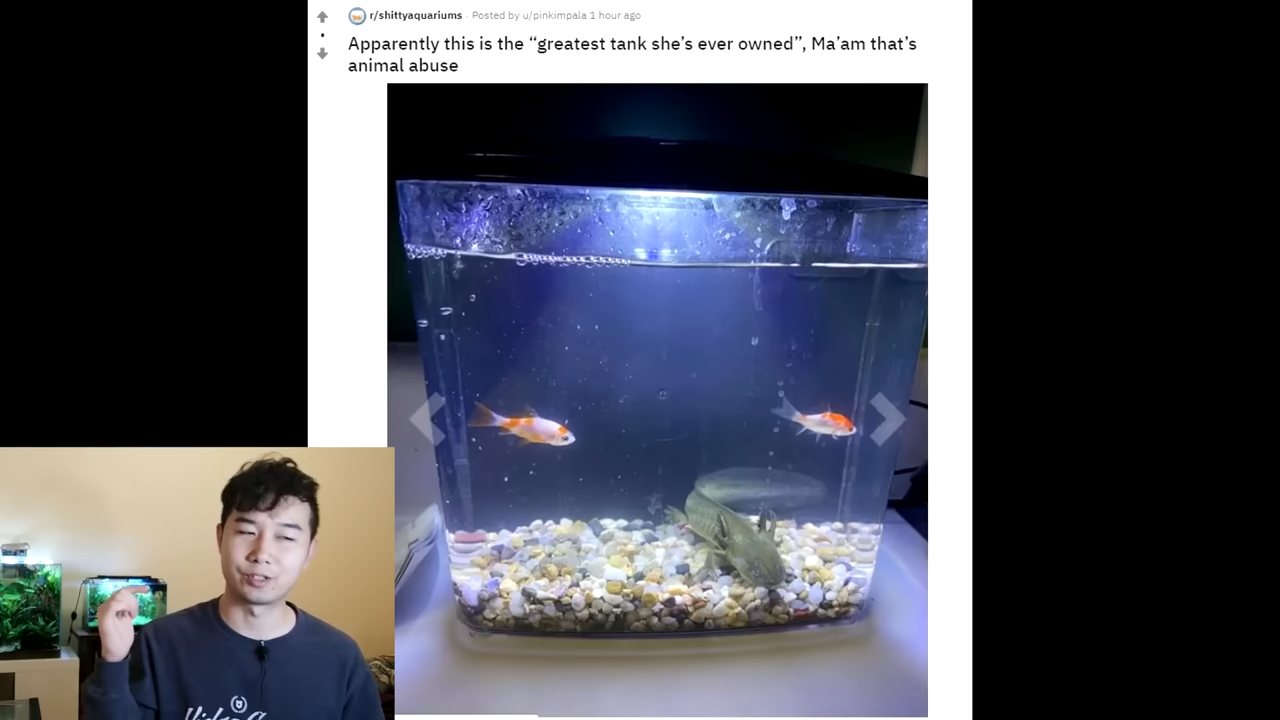 r/shittyaquariums · Posted by u/pinkimpala 1 hour ago
Apparently this is the “greatest tank she’s ever owned”, Ma’am that’s
animal abuse